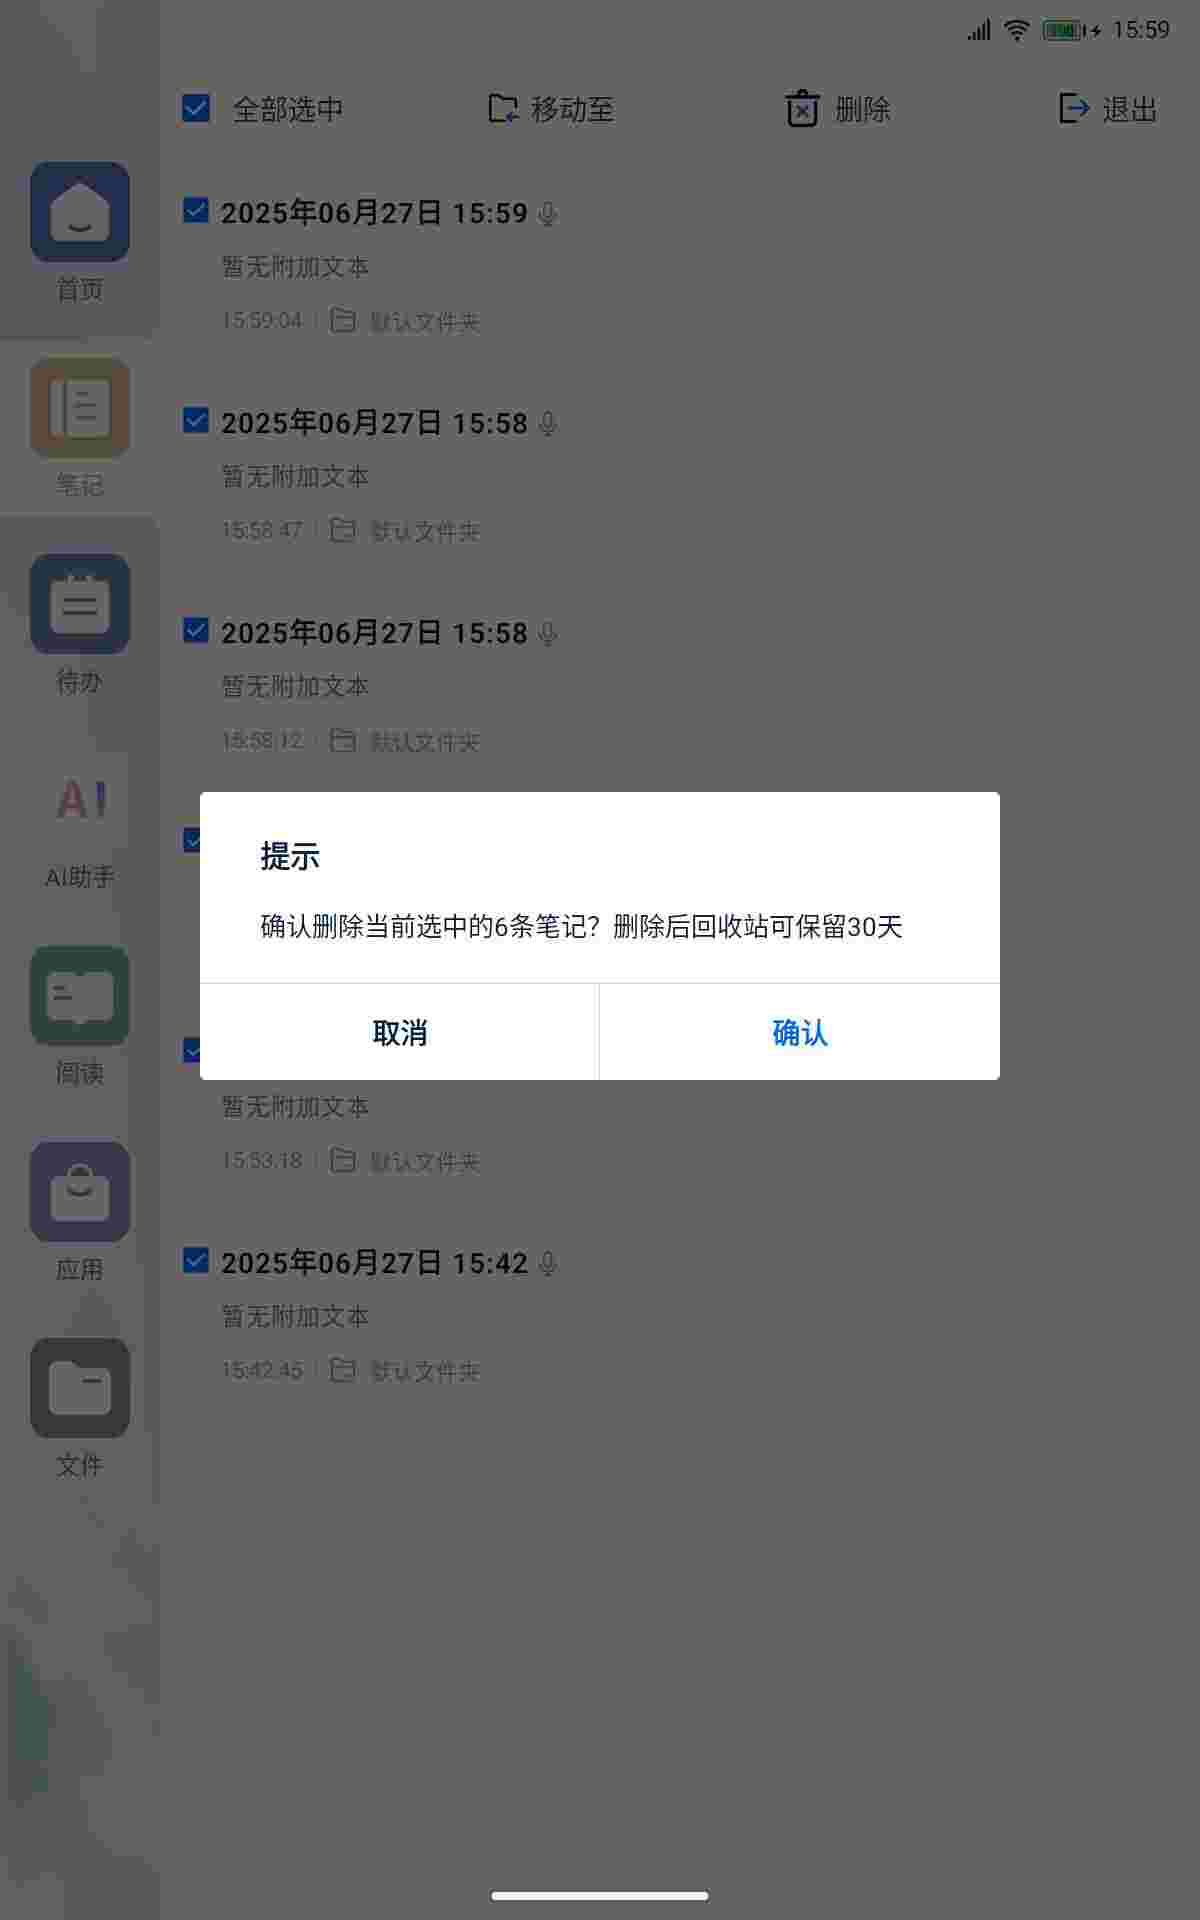 15:59
全部选中 移动至 删除 退出
首页
笔记
待办
AI
AI助手
阅读
应用
文件
2025年06月27日 15:59
暂无附加文本
15:59:04 | 默认文件夹
2025年06月27日 15:58
暂无附加文本
15:58:47 | 默认文件夹
2025年06月27日 15:58
暂无附加文本
15:58:12 | 默认文件夹
提示
确认删除当前选中的6条笔记？删除后回收站可保留30天
取消 确认
暂无附加文本
15:53:18 | 默认文件夹
2025年06月27日 15:42
暂无附加文本
15:42:45 | 默认文件夹